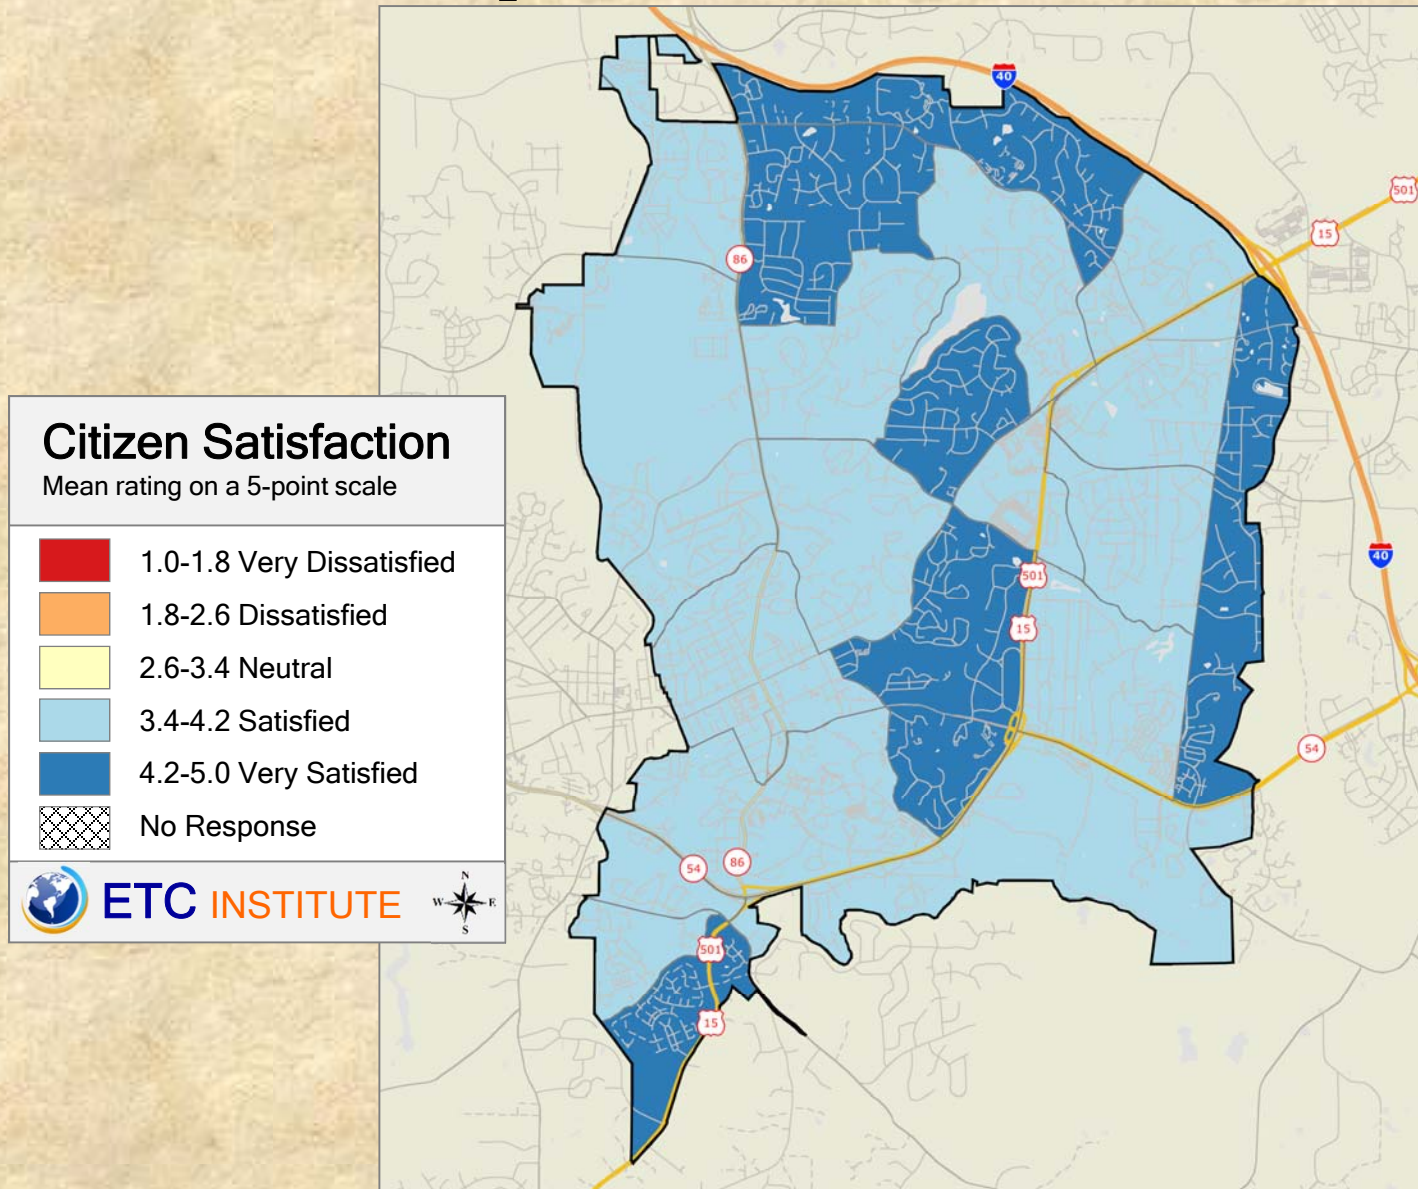 40
501
15
86
Citizen Satisfaction
Mean rating on a 5-point scale
1.0-1.8 Very Dissatisfied
1.8-2.6 Dissatisfied
2.6-3.4 Neutral
3.4-4.2 Satisfied
4.2-5.0 Very Satisfied
No Response
ETC INSTITUTE
N
W E
S
40
501
15
54
54
86
501
15